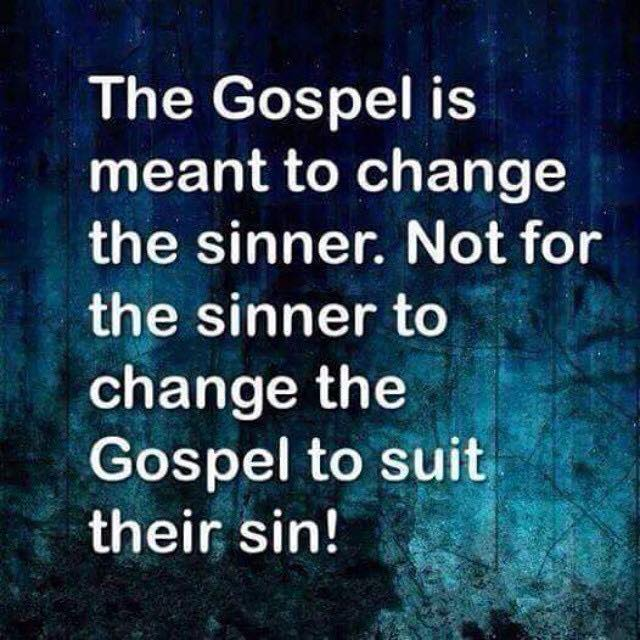 The Gospel is
meant to change
the sinner. Not for
the sinner to
change the
Gospel to suit
their sin!